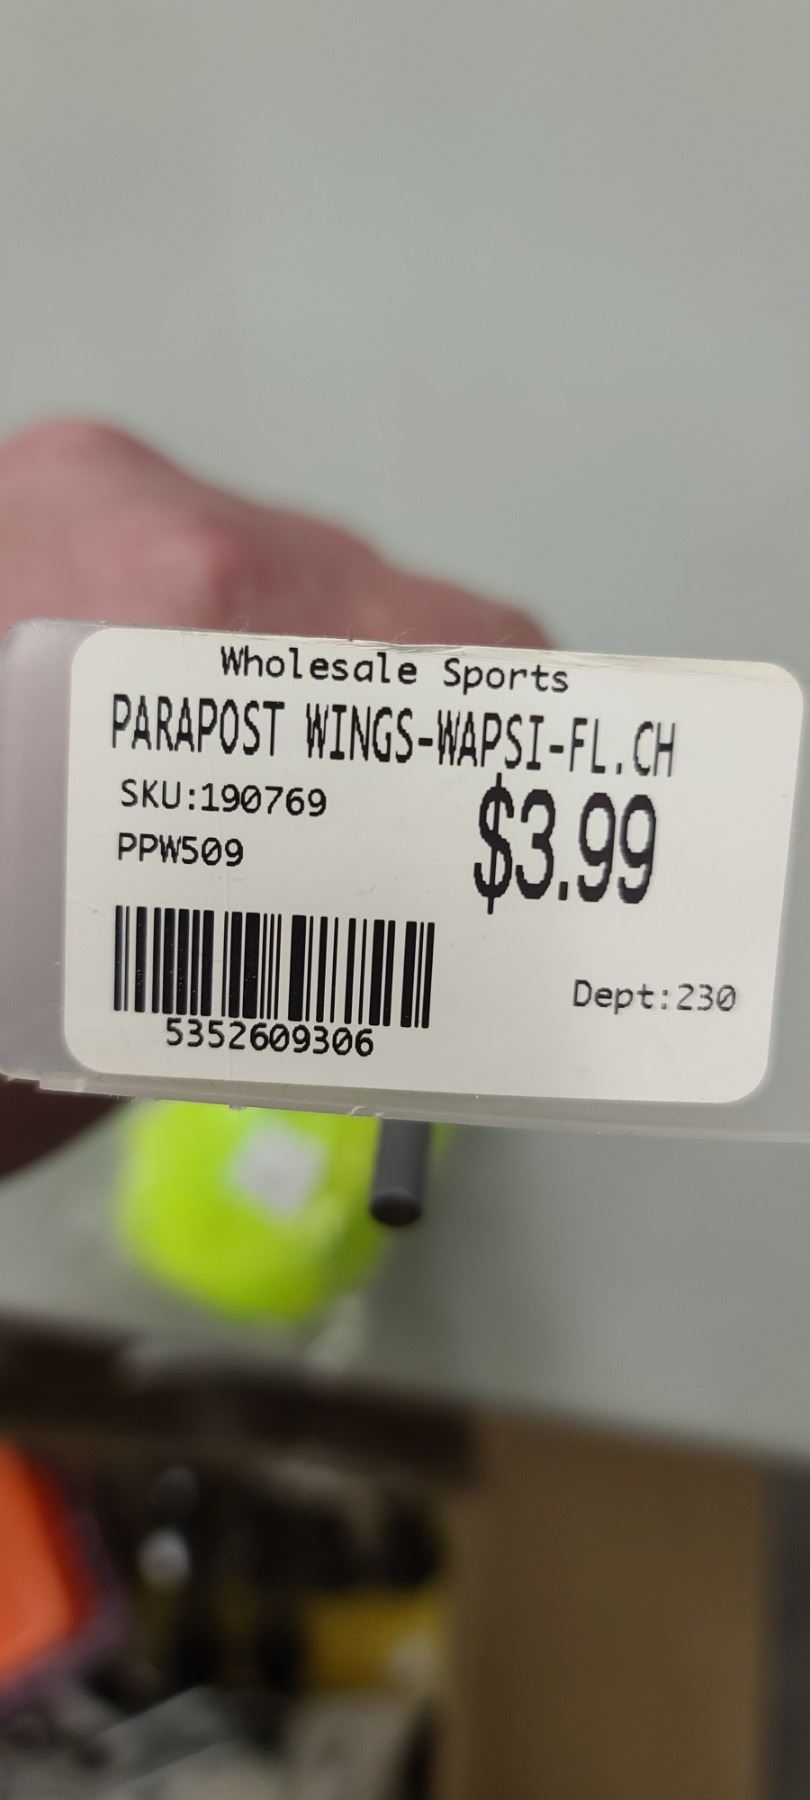 Wholesale Sports
PARAPOST WINGS-WAPSI-FL.CH
SKU:190769
$3.99
PPW509
Dept:230
5352609306